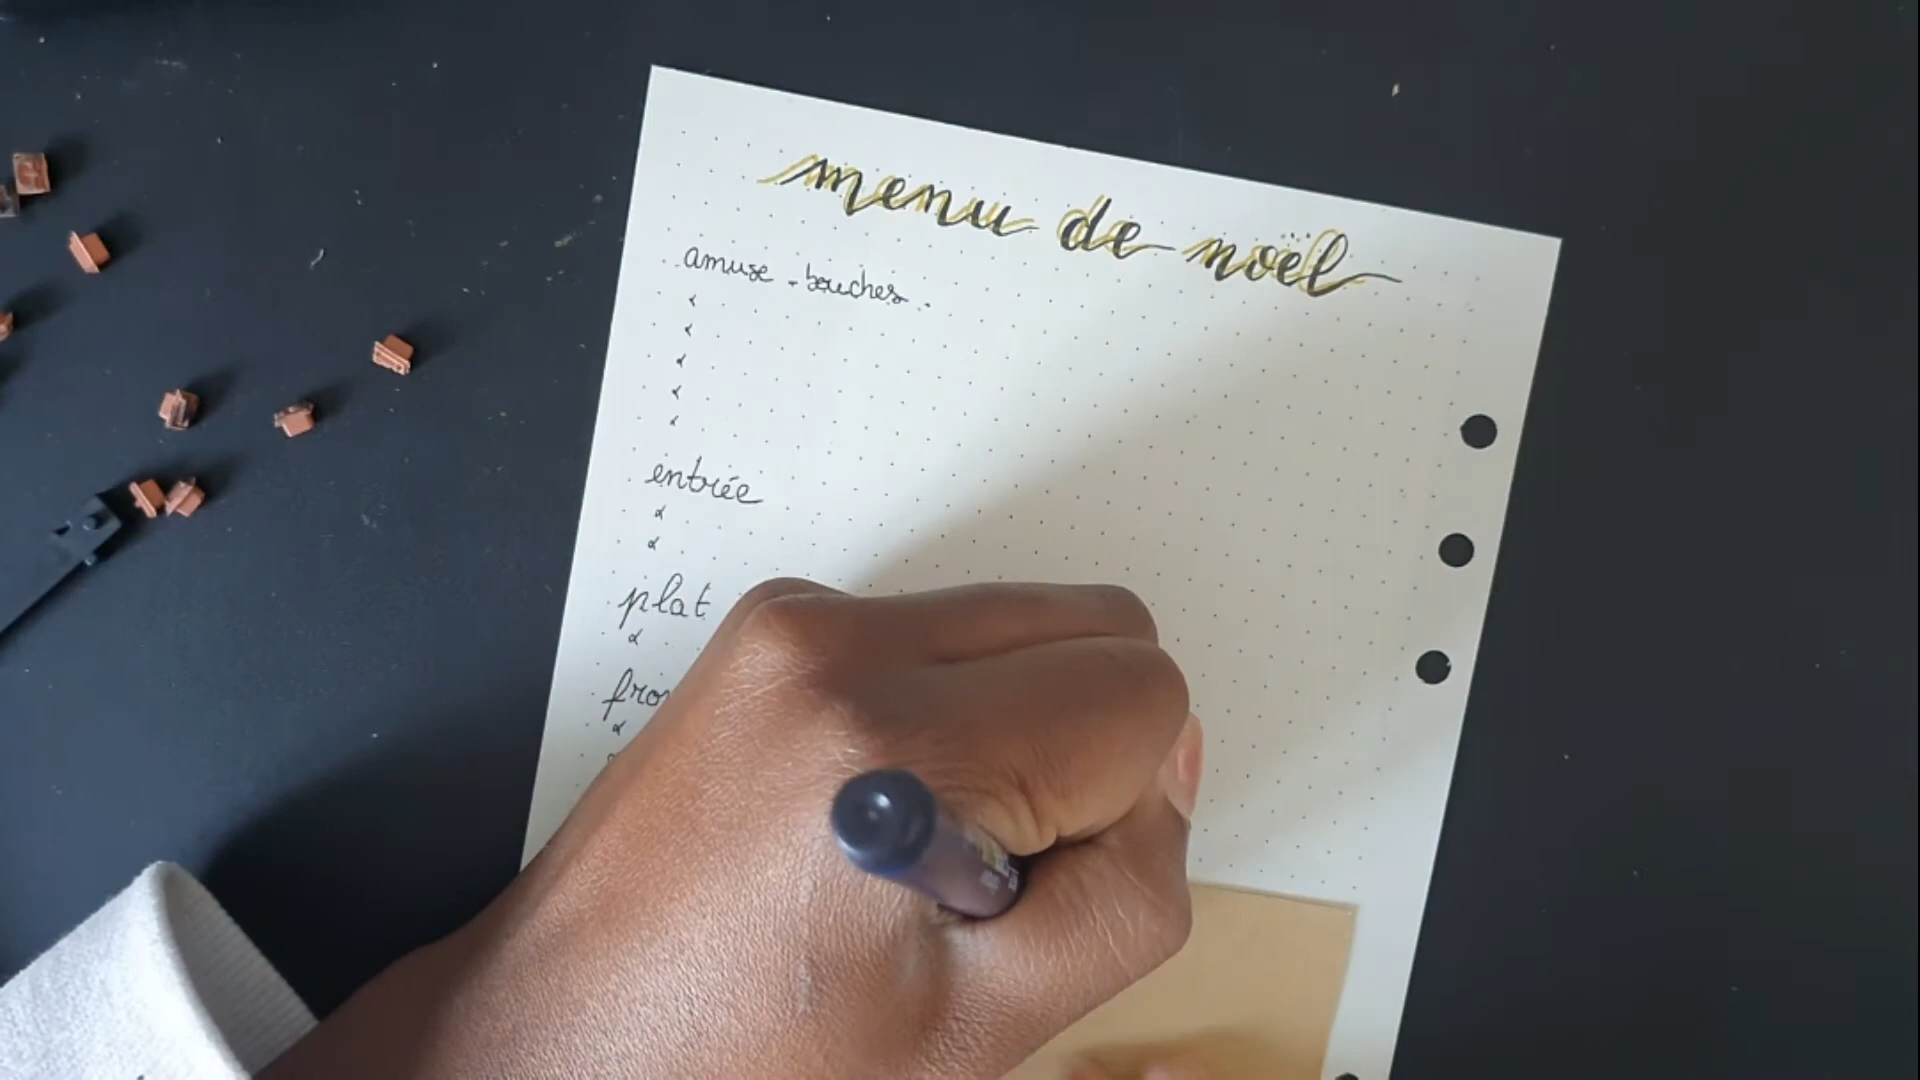 menu de noël
amuse-bouches.
entrée
plat